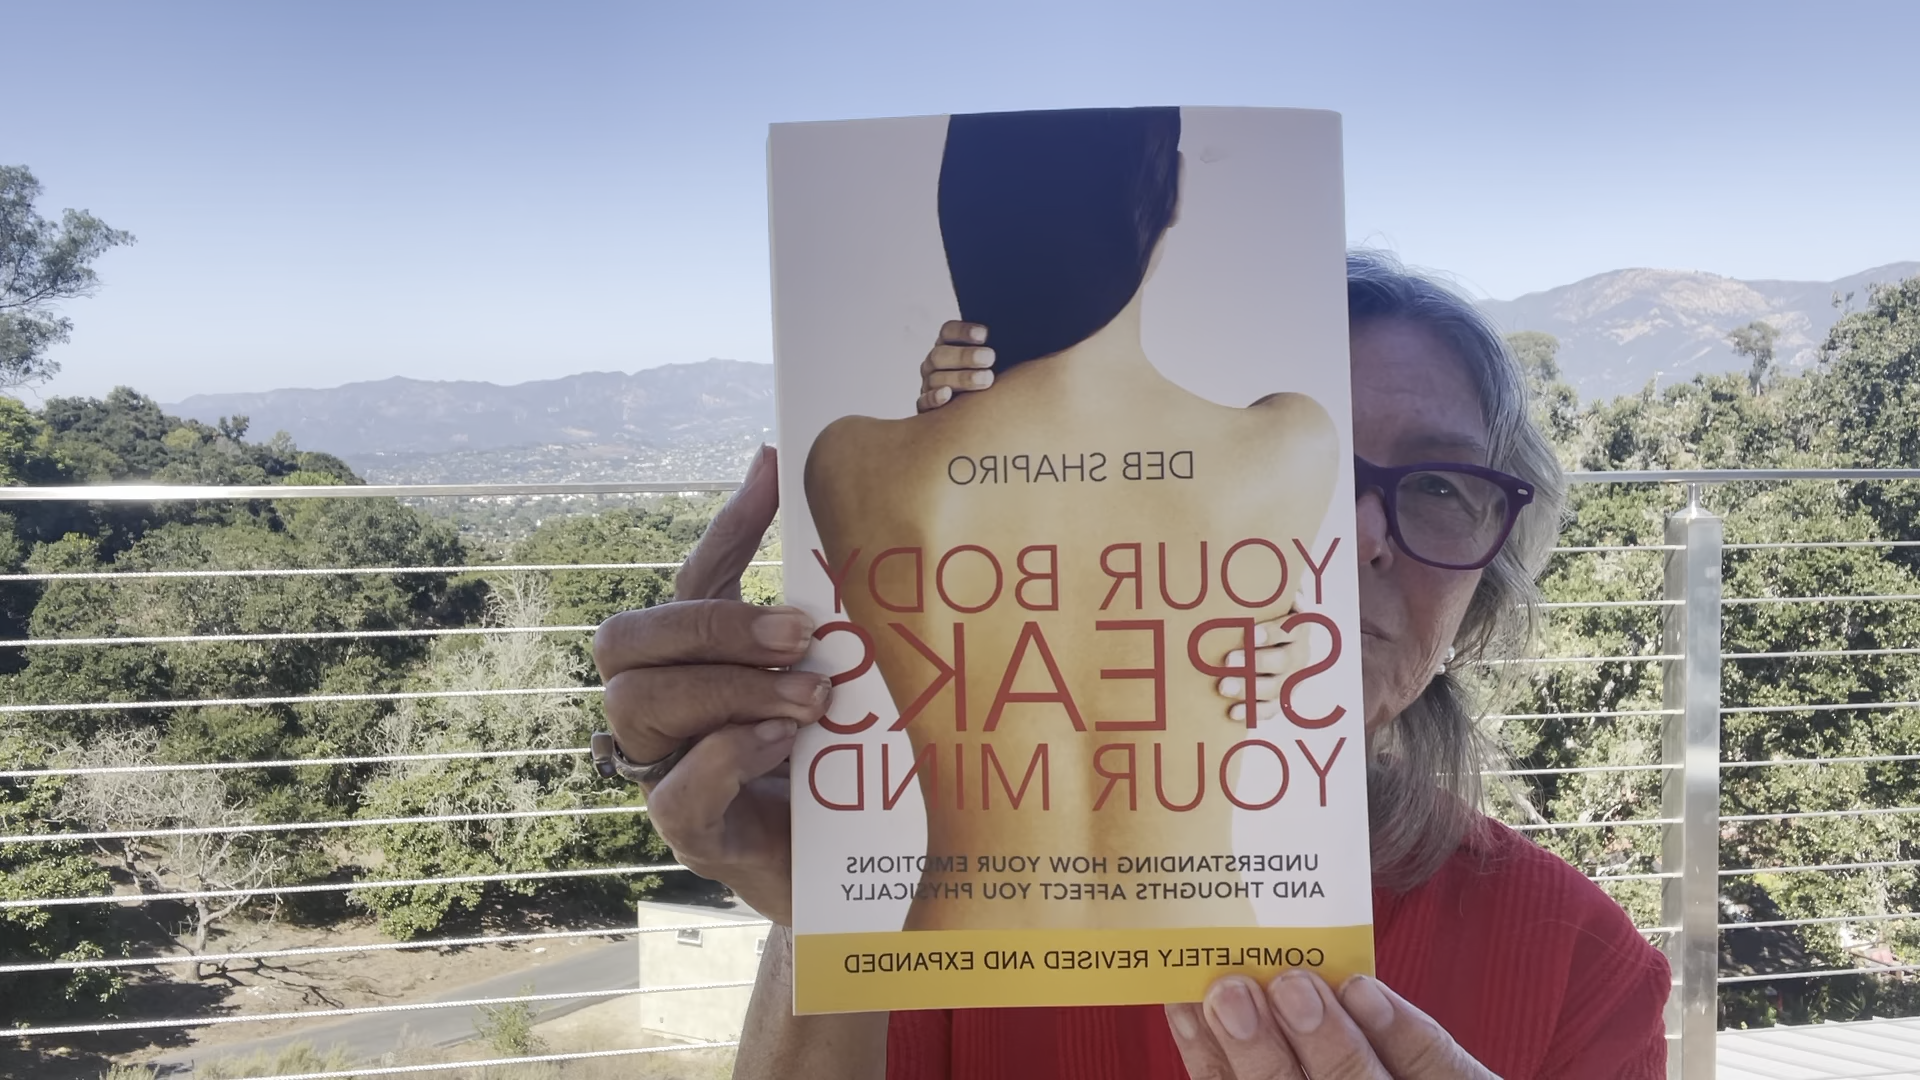 DEB SHAPIRO
YOUR BODY
SPEAKS
YOUR MIND
UNDERSTANDING HOW YOUR EMOTIONS
AND THOUGHTS AFFECT YOU PHYSICALLY
COMPLETELY REVISED AND EXPANDED